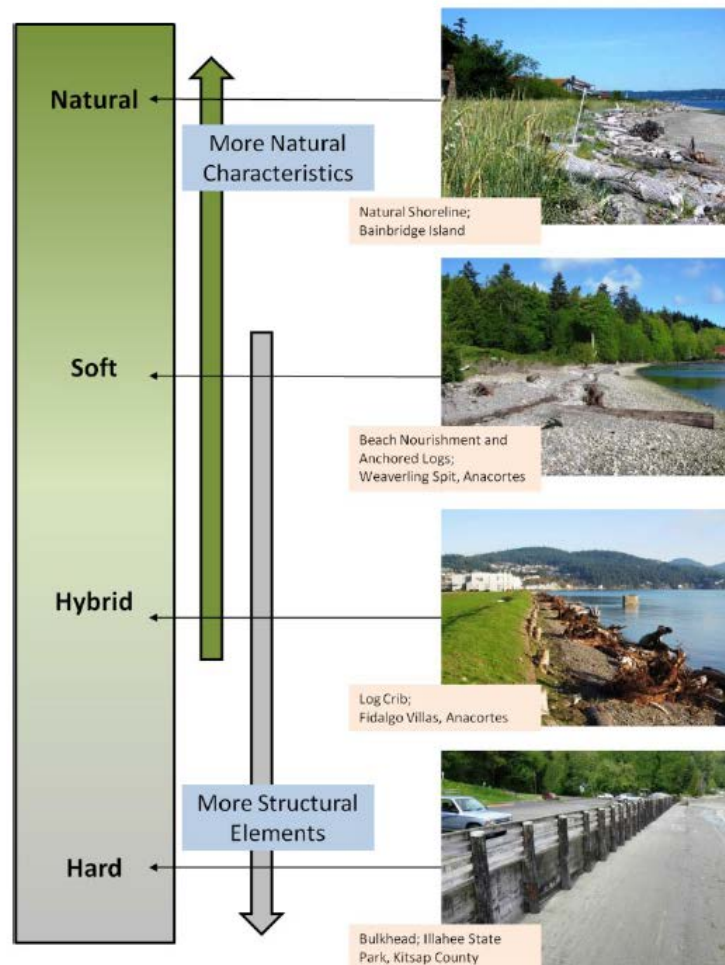 Natural
More Natural
Characteristics
Natural Shoreline;
Bainbridge Island
Soft
Beach Nourishment and
Anchored Logs;
Weaverling Spit, Anacortes
Hybrid
Log Crib;
Fidalgo Villas, Anacortes
More Structural
Elements
Hard
Bulkhead; Illahee State
Park, Kitsap County